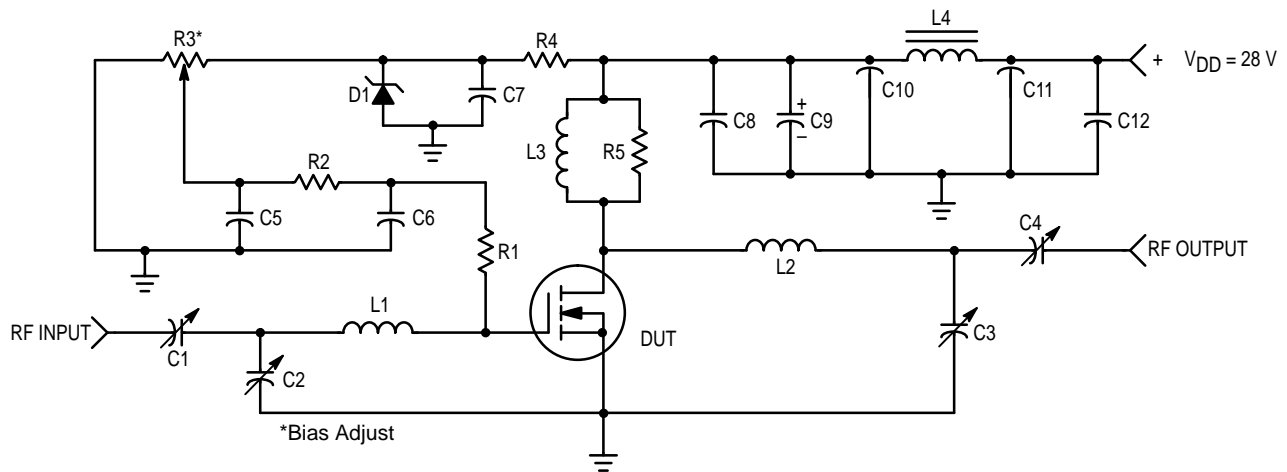 L4
R3*
R4
+ V_DD = 28 V
D1
C7
C10
C11
C8
+
C9
–
C12
L3
R5
R2
C5
C6
R1
C4
RF OUTPUT
L2
L1
RF INPUT
C1
DUT
C3
C2
*Bias Adjust